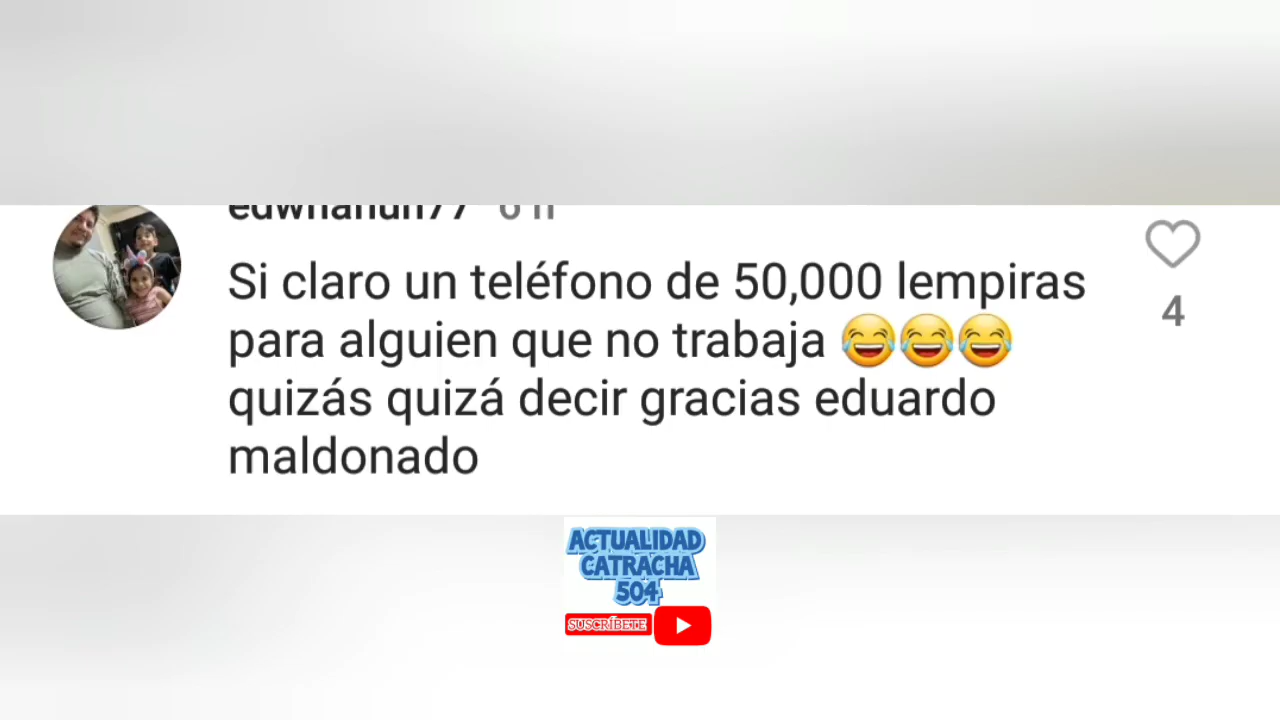 Si claro un teléfono de 50,000 lempiras
para alguien que no trabaja 😂😂😂
quizás quizá decir gracias eduardo
maldonado
4
ACTUALIDAD
CATRACHA
504
SUSCRÍBETE